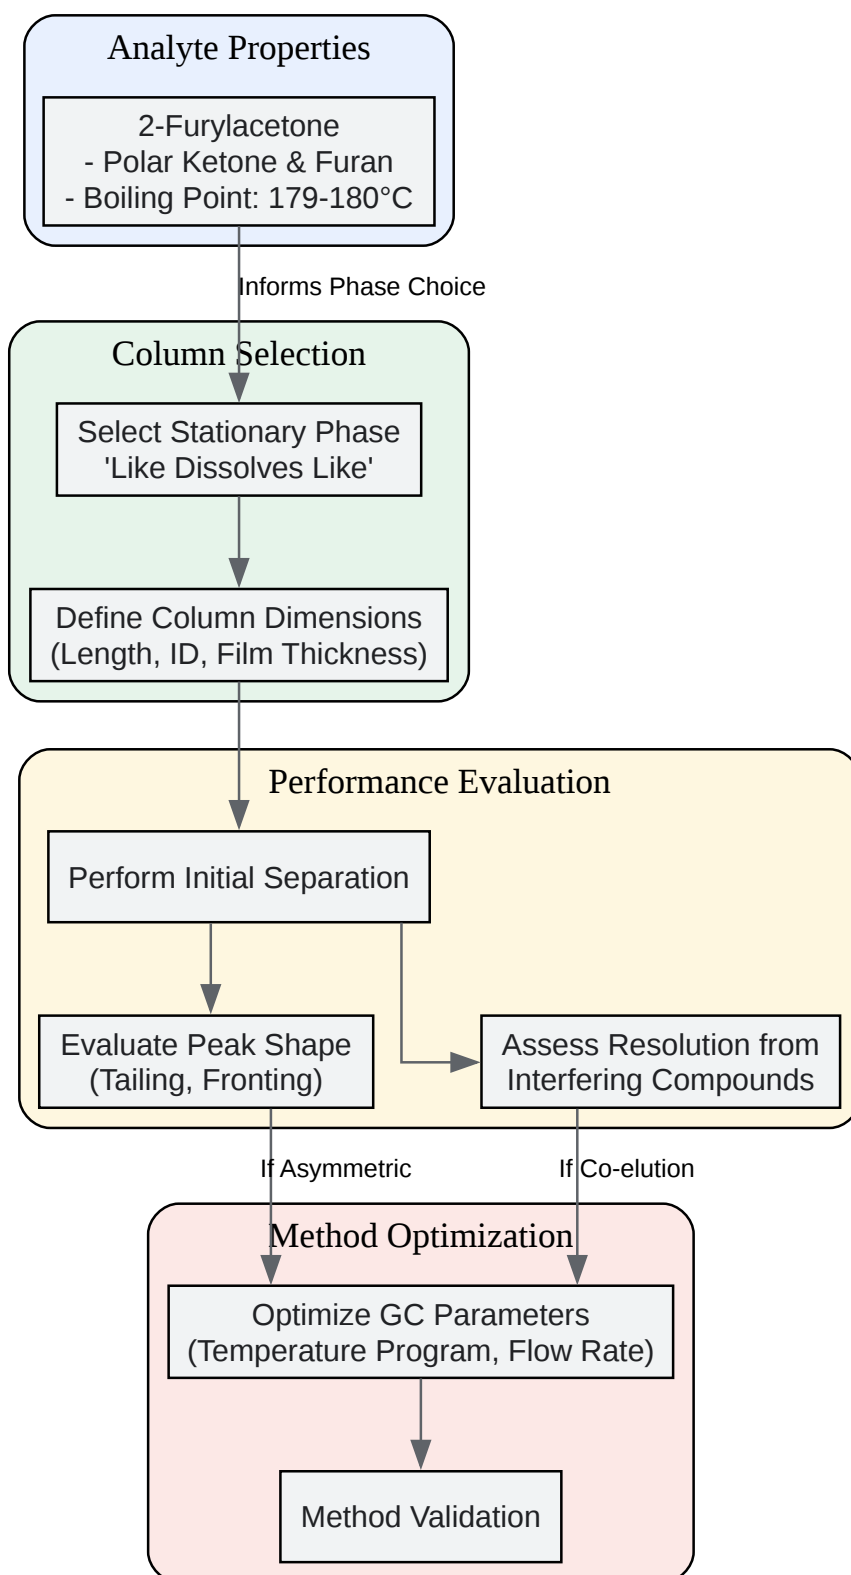 Analyte Properties
2-Furylacetone
- Polar Ketone & Furan
- Boiling Point: 179-180°C
Informs Phase Choice
Column Selection
Select Stationary Phase
'Like Dissolves Like'
Define Column Dimensions
(Length, ID, Film Thickness)
Performance Evaluation
Perform Initial Separation
Evaluate Peak Shape
(Tailing, Fronting)
Assess Resolution from
Interfering Compounds
If Asymmetric
If Co-elution
Method Optimization
Optimize GC Parameters
(Temperature Program, Flow Rate)
Method Validation